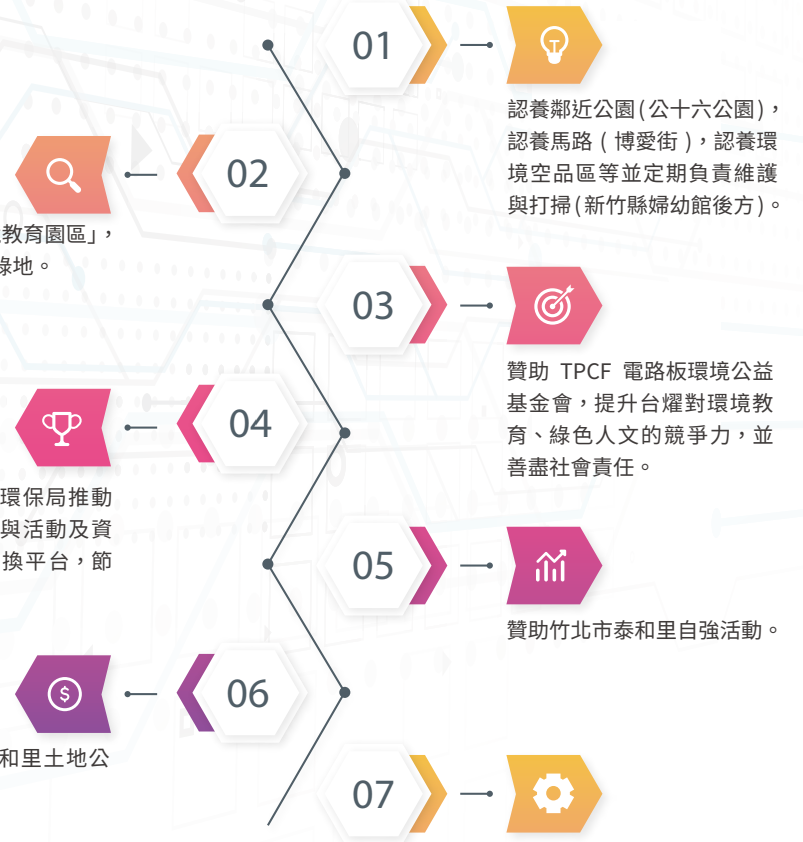 01
認養鄰近公園(公十六公園)，
認養馬路(博愛街)，認養環
境空品區等並定期負責維護
與打掃(新竹縣婦幼館後方)。
02
教育園區」，
綠地。
03
贊助 TPCF 電路板環境公益
基金會，提升台燿對環境教
育、綠色人文的競爭力，並
善盡社會責任。
04
環保局推動
與活動及資
換平台，節
05
贊助竹北市泰和里自強活動。
06
和里土地公
07